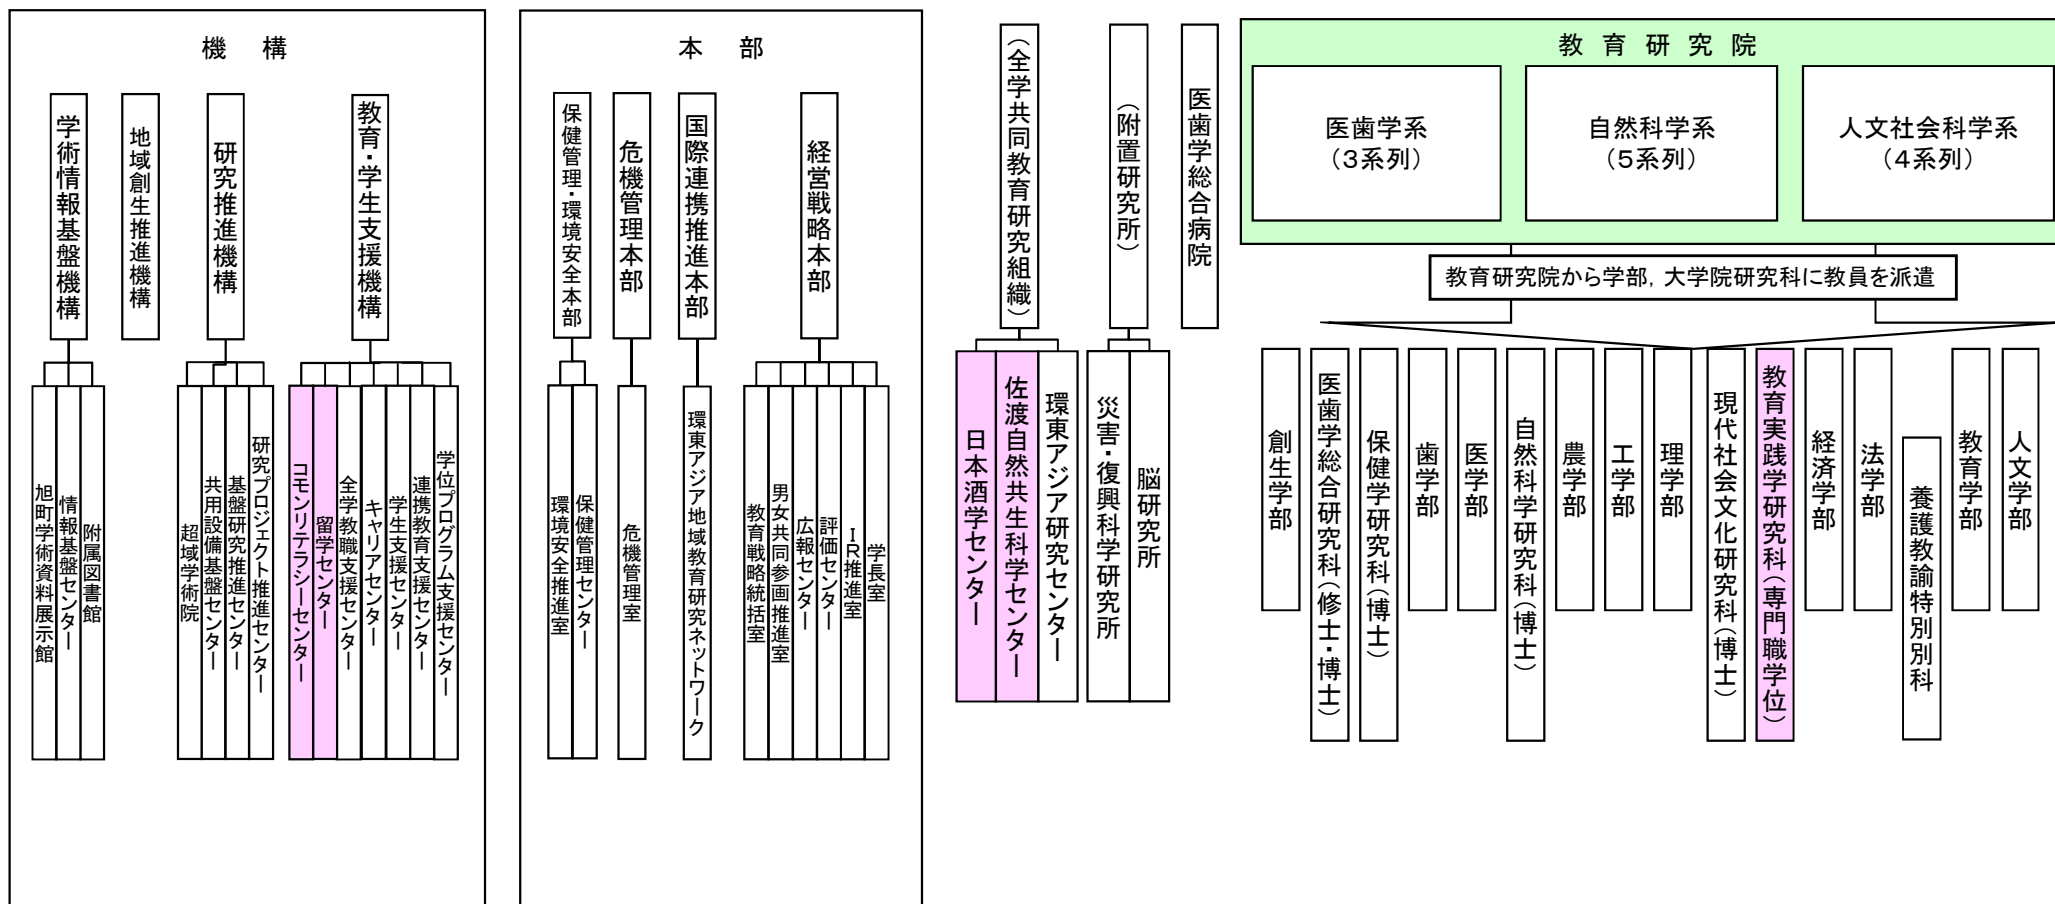 機構
学術情報基盤機構
地域創生推進機構
研究推進機構
教育・学生支援機構
旭町学術資料展示館
情報基盤センター
附属図書館
超域学術院
共用設備基盤センター
基盤研究推進センター
研究プロジェクト推進センター
コモンリテラシーセンター
留学センター
全学教職支援センター
キャリアセンター
学生支援センター
連携教育支援センター
学位プログラム支援センター
本部
保健管理・環境安全本部
危機管理本部
国際連携推進本部
経営戦略本部
環境安全推進室
保健管理センター
危機管理室
環東アジア地域教育研究ネットワーク
教育戦略統括室
男女共同参画推進室
広報センター
評価センター
ＩＲ推進室
学長室
（全学共同教育研究組織）
日本酒学センター
佐渡自然共生科学センター
環東アジア研究センター
（附置研究所）
災害・復興科学研究所
脳研究所
医歯学総合病院
教育研究院
医歯学系
（３系列）
自然科学系
（５系列）
人文社会科学系
（４系列）
教育研究院から学部，大学院研究科に教員を派遣
創生学部
医歯学総合研究科（修士・博士）
保健学研究科（博士）
歯学部
医学部
自然科学研究科（博士）
農学部
工学部
理学部
現代社会文化研究科（博士）
教育実践学研究科（専門職学位）
経済学部
法学部
養護教諭特別別科
教育学部
人文学部